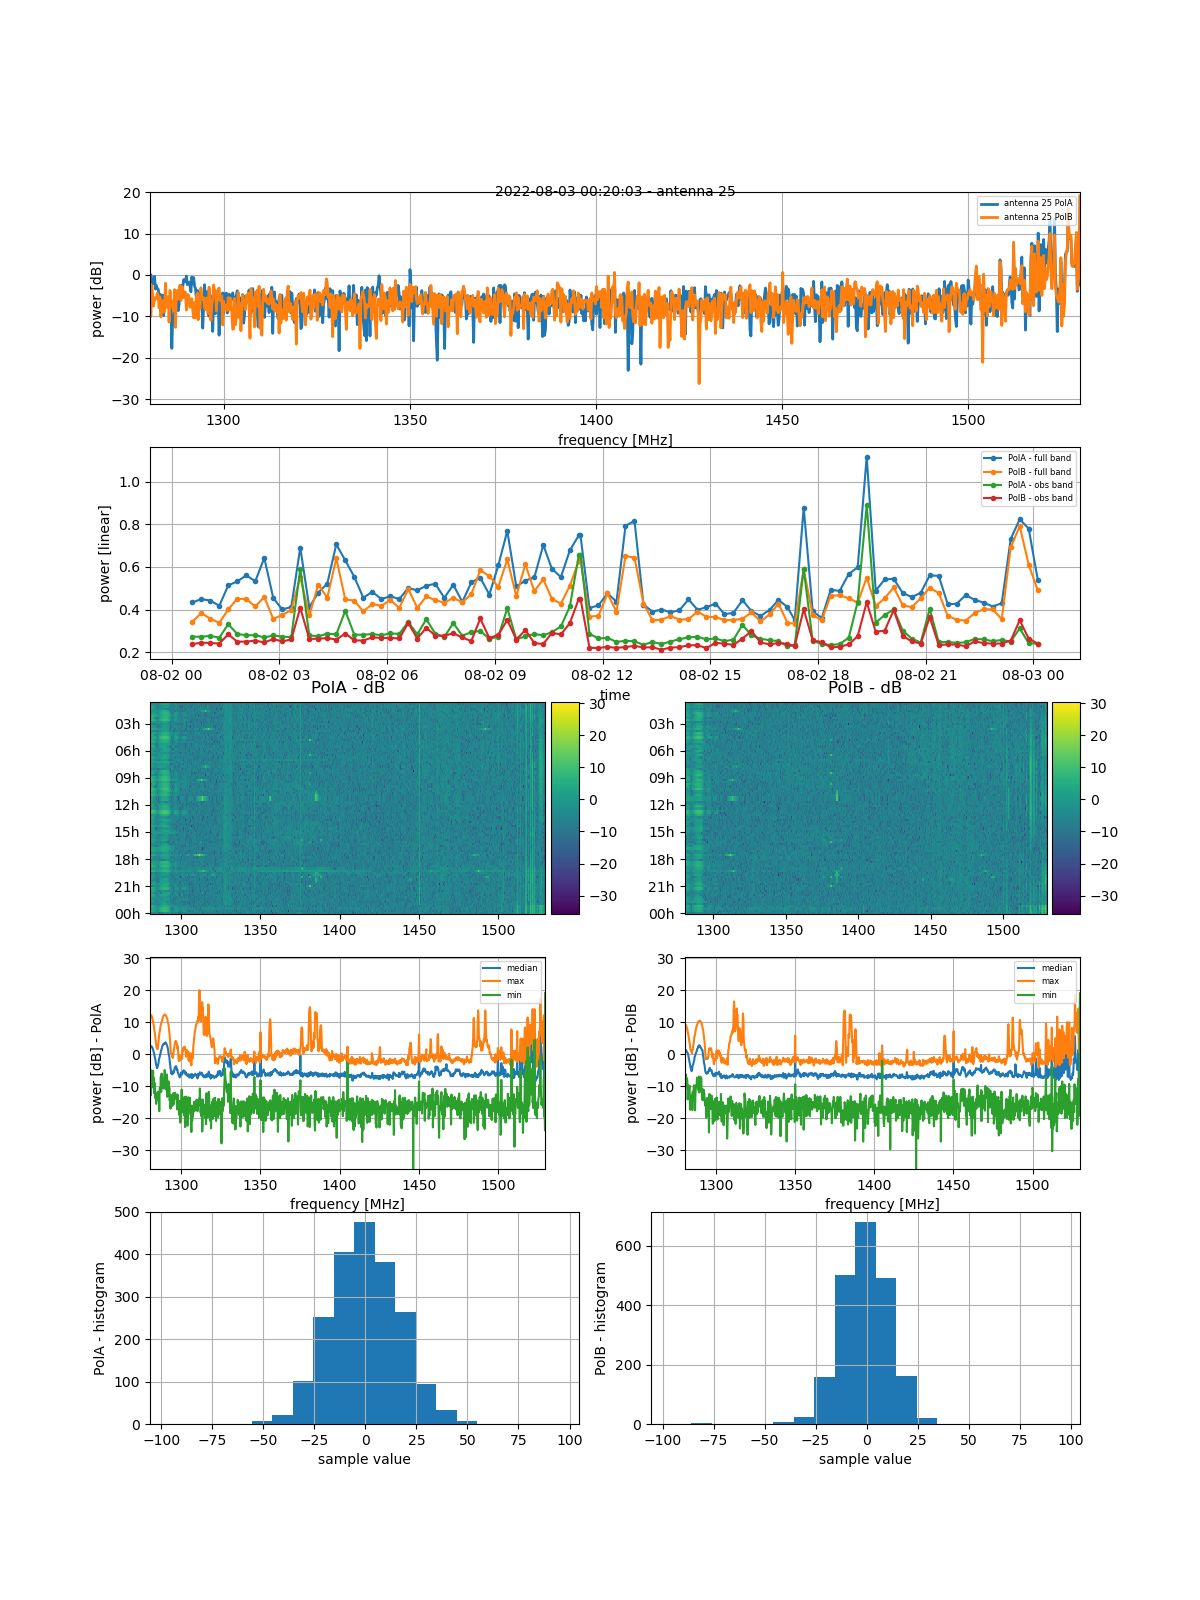 2022-08-03 00:20:03 - antenna 25
power [dB]
20
10
0
−10
−20
−30
antenna 25 PolA
antenna 25 PolB
1300 1350 1400 1450 1500
frequency [MHz]
power [linear]
1.0
0.8
0.6
0.4
0.2
PolA - full band
PolB - full band
PolA - obs band
PolB - obs band
08-02 00 08-02 03 08-02 06 08-02 09 08-02 12 08-02 15 08-02 18 08-02 21 08-03 00
time
PolA - dB
03h
06h
09h
12h
15h
18h
21h
00h
1300 1350 1400 1450 1500
30
20
10
0
−10
−20
−30
PolB - dB
03h
06h
09h
12h
15h
18h
21h
00h
1300 1350 1400 1450 1500
30
20
10
0
−10
−20
−30
power [dB] - PolA
30
20
10
0
−10
−20
−30
median
max
min
1300 1350 1400 1450 1500
frequency [MHz]
power [dB] - PolB
30
20
10
0
−10
−20
−30
median
max
min
1300 1350 1400 1450 1500
frequency [MHz]
PolA - histogram
500
400
300
200
100
0
−100 −75 −50 −25 0 25 50 75 100
sample value
PolB - histogram
600
400
200
0
−100 −75 −50 −25 0 25 50 75 100
sample value